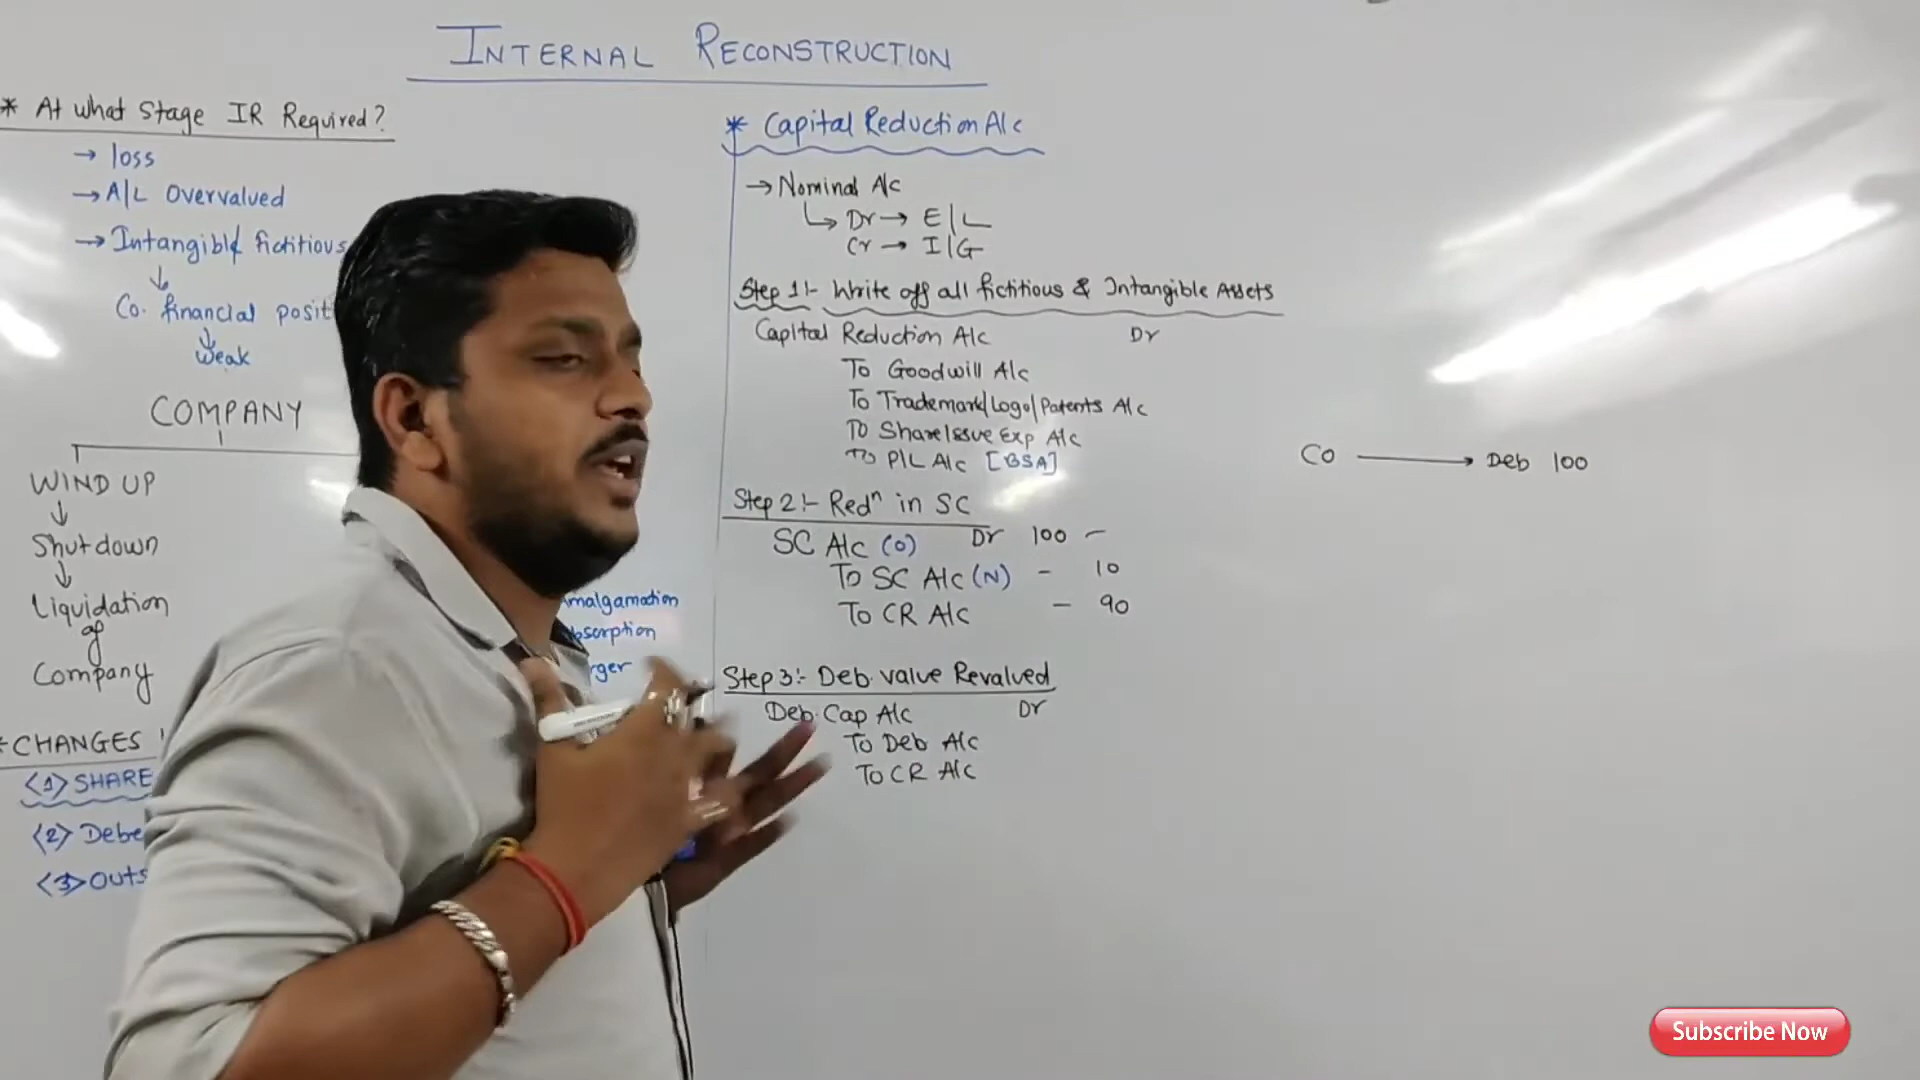 INTERNAL RECONSTRUCTION
* At what stage IR Required?
→ loss
→ A/L Overvalued
→ Intangible fictitious
Co. financial posit
weak
COMPANY
WIND UP
Shutdown
Liquidation
of
Company
malgamation
bsorption
rger
CHANGES
<1> SHARE
<2> Debe
<3> Outs
* Capital Reduction A/c
→ Nominal A/c
Dr → E/L
Cr → I/G
Step 1:- Write off all fictitious & Intangible Assets
Capital Reduction A/c Dr
To Goodwill A/c
To Trademark/Logo/Patents A/c
To Share Issue Exp A/c
To P/L A/c [BSA]
Step 2:- Redⁿ in SC
SC A/c (O) Dr 100 -
To SC A/c (N) - 10
To CR A/c - 90
Step 3:- Deb. value Revalued
Deb. Cap A/c Dr
To Deb A/c
To CR A/c
CO → Deb 100
Subscribe Now